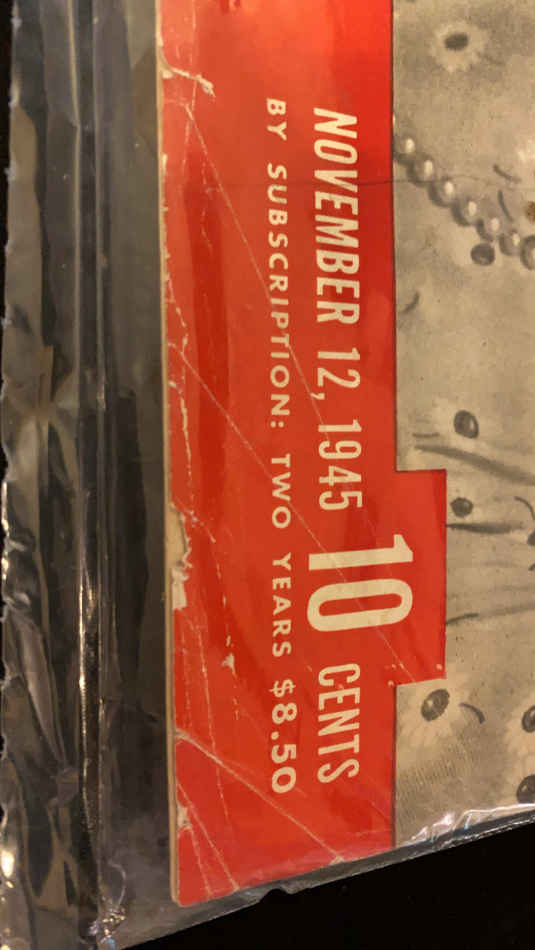 NOVEMBER 12, 1945 10 CENTS
BY SUBSCRIPTION: TWO YEARS $8.50